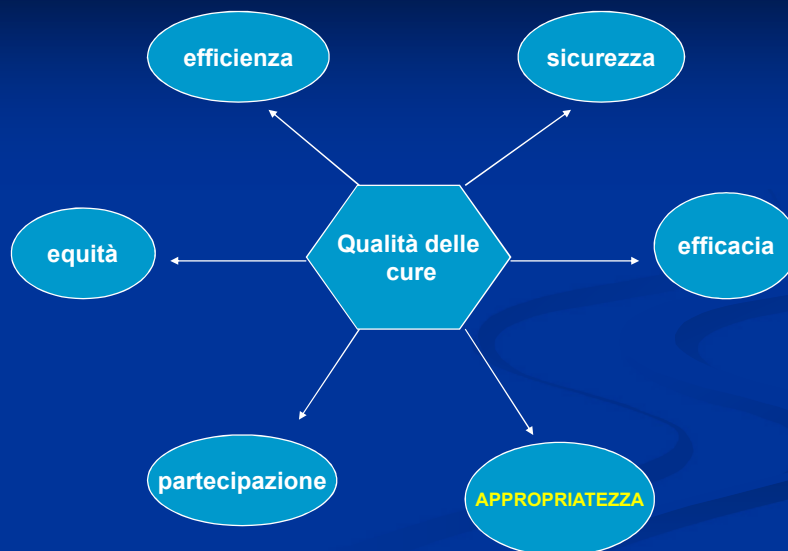 efficienza
sicurezza
equità
Qualità delle
cure
efficacia
partecipazione
APPROPRIATEZZA